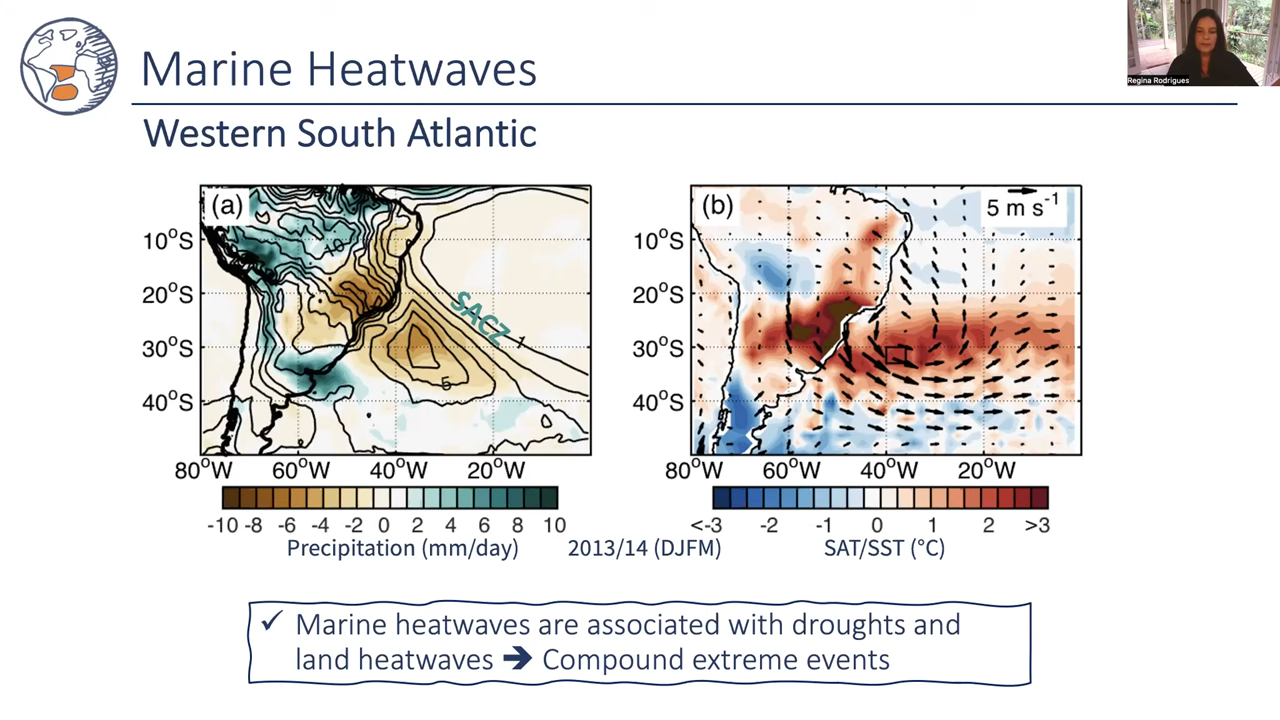 Marine Heatwaves
Regina Rodrigues
Western South Atlantic
(a)
10
SACZ
1
5
10°S
20°S
30°S
40°S
80°W 60°W 40°W 20°W
-10 -8 -6 -4 -2 0 2 4 6 8 10
Precipitation (mm/day)
2013/14 (DJFM)
(b)
5 m s-1
10°S
20°S
30°S
40°S
80°W 60°W 40°W 20°W
<-3 -2 -1 0 1 2 >3
SAT/SST (°C)
✓ Marine heatwaves are associated with droughts and
land heatwaves ➔ Compound extreme events